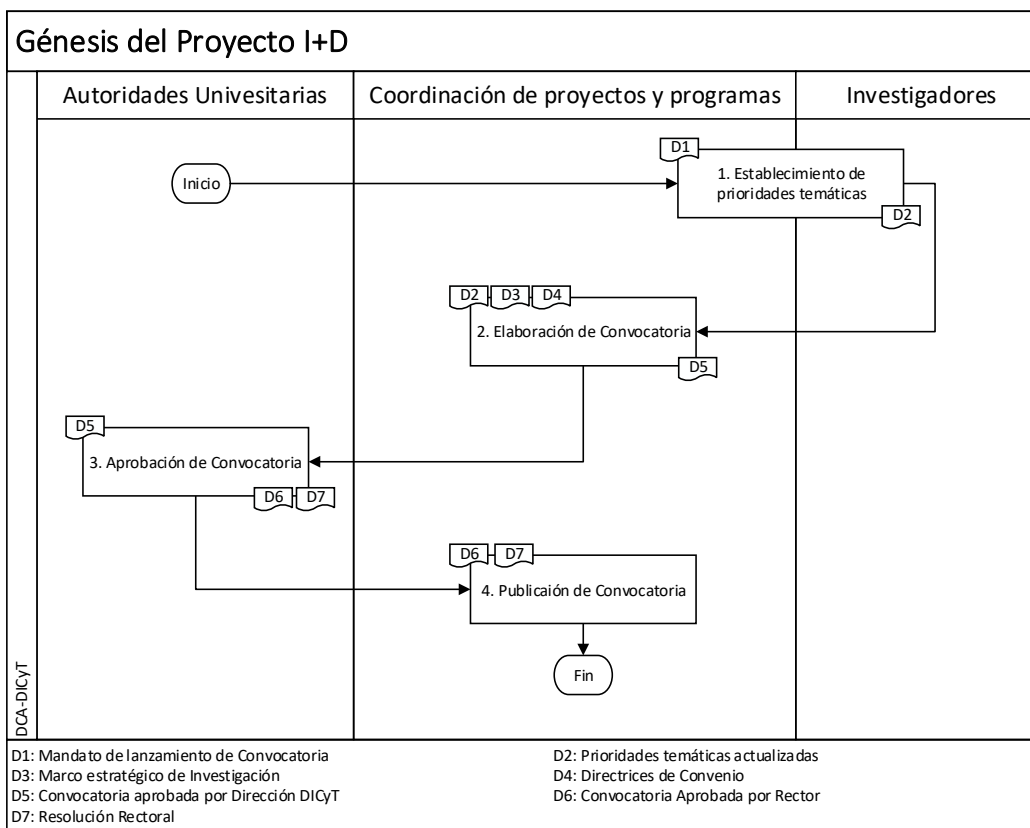 Génesis del Proyecto I+D
Autoridades Univesitarias
Coordinación de proyectos y programas
Investigadores
D1
Inicio
1. Establecimiento de
prioridades temáticas
D2
D2
D3
D4
2. Elaboración de Convocatoria
D5
D5
3. Aprobación de Convocatoria
D6
D7
D6
D7
4. Publicaión de Convocatoria
Fin
DCA-DICyT
D1: Mandato de lanzamiento de Convocatoria
D2: Prioridades temáticas actualizadas
D3: Marco estratégico de Investigación
D4: Directrices de Convenio
D5: Convocatoria aprobada por Dirección DICyT
D6: Convocatoria Aprobada por Rector
D7: Resolución Rectoral